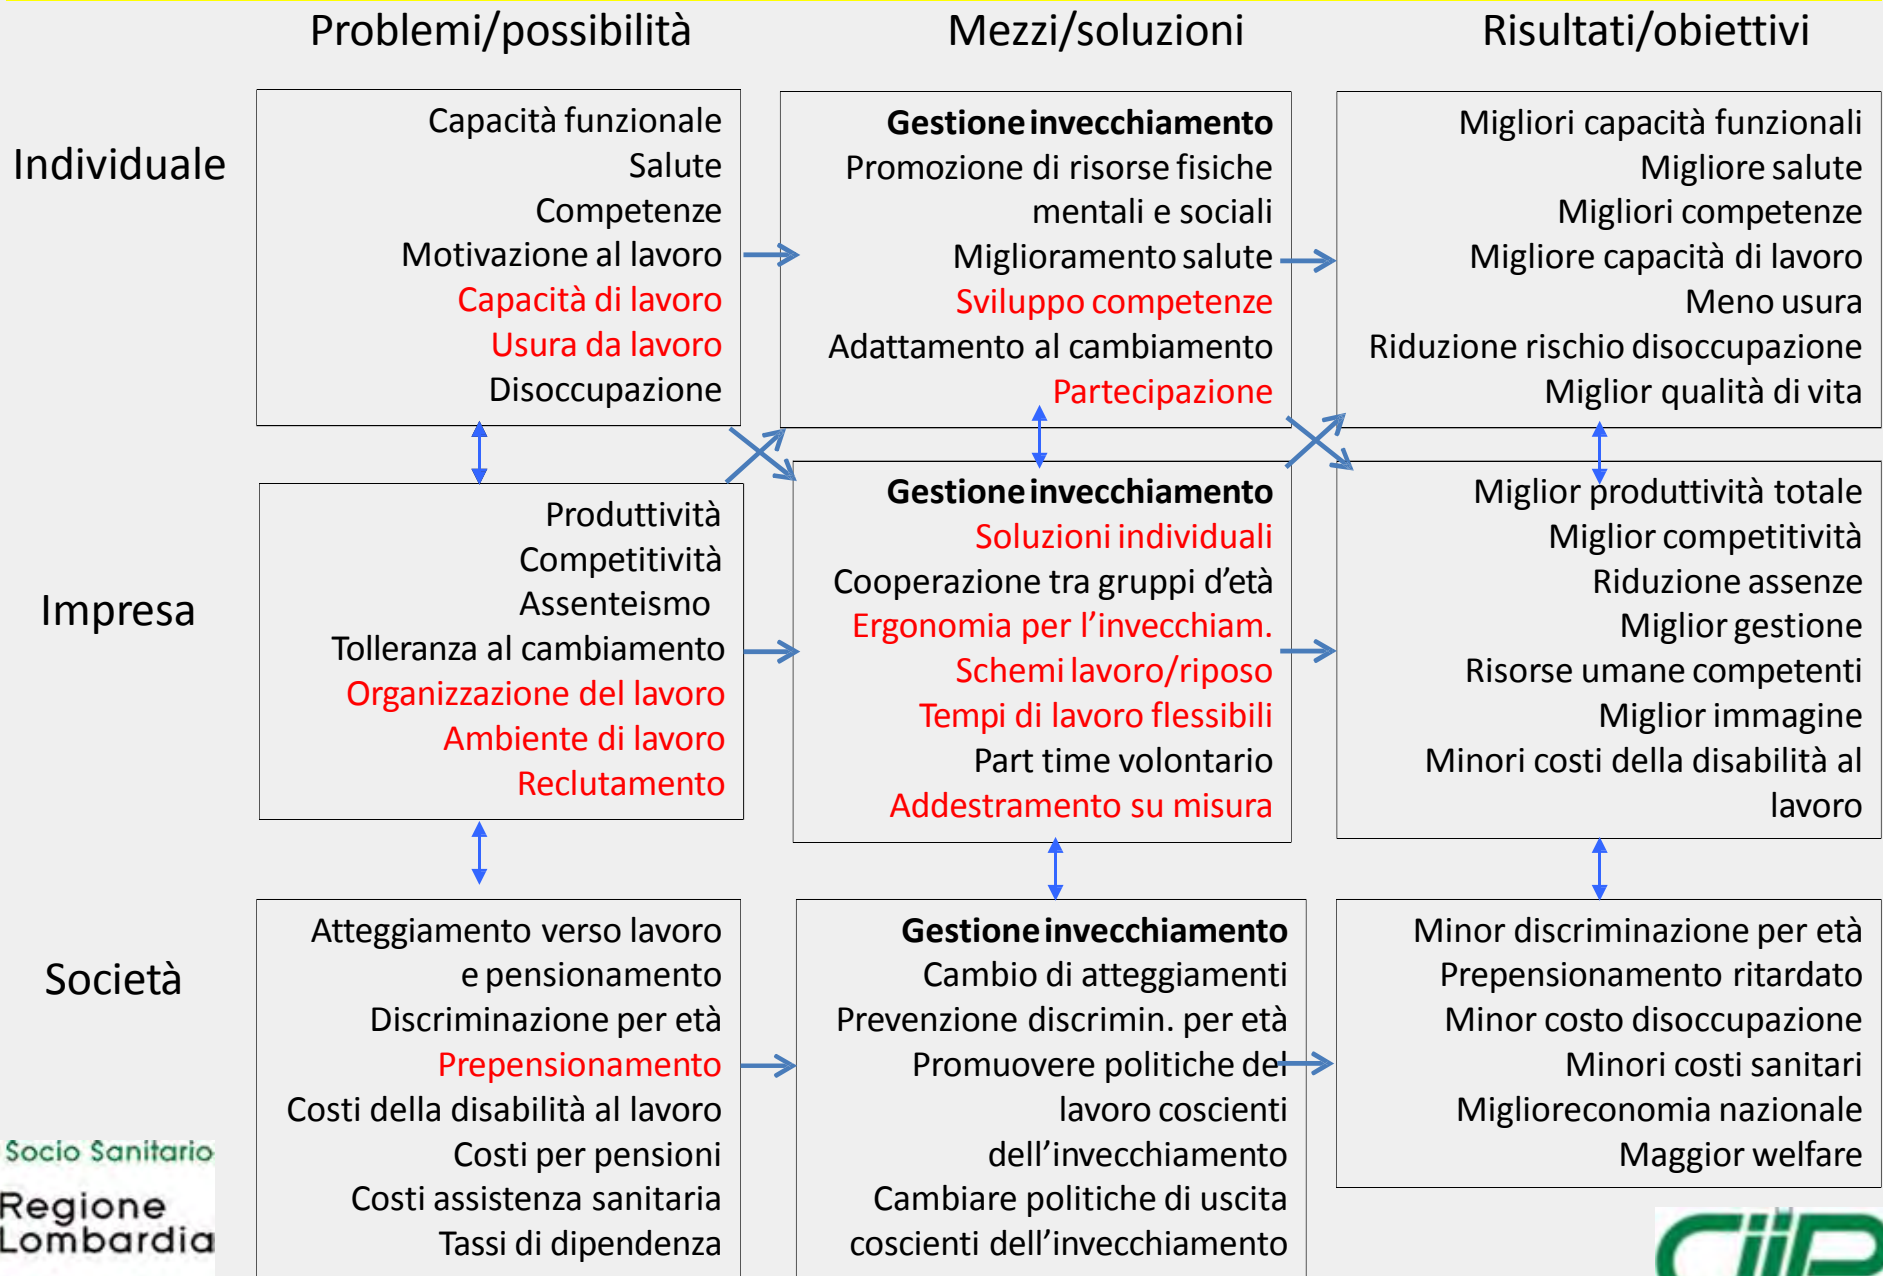 Problemi/possibilità
Mezzi/soluzioni
Risultati/obiettivi
Individuale
Capacità funzionale
Salute
Competenze
Motivazione al lavoro
Capacità di lavoro
Usura da lavoro
Disoccupazione
Gestione invecchiamento
Promozione di risorse fisiche
mentali e sociali
Miglioramento salute
Sviluppo competenze
Adattamento al cambiamento
Partecipazione
Migliori capacità funzionali
Migliore salute
Migliori competenze
Migliore capacità di lavoro
Meno usura
Riduzione rischio disoccupazione
Miglior qualità di vita
Impresa
Produttività
Competitività
Assenteismo
Tolleranza al cambiamento
Organizzazione del lavoro
Ambiente di lavoro
Reclutamento
Gestione invecchiamento
Soluzioni individuali
Cooperazione tra gruppi d'età
Ergonomia per l'invecchiam.
Schemi lavoro/riposo
Tempi di lavoro flessibili
Part time volontario
Addestramento su misura
Miglior produttività totale
Miglior competitività
Riduzione assenze
Miglior gestione
Risorse umane competenti
Miglior immagine
Minori costi della disabilità al
lavoro
Società
Atteggiamento verso lavoro
e pensionamento
Discriminazione per età
Prepensionamento
Costi della disabilità al lavoro
Costi per pensioni
Costi assistenza sanitaria
Tassi di dipendenza
Gestione invecchiamento
Cambio di atteggiamenti
Prevenzione discrimin. per età
Promuovere politiche del
lavoro coscienti
dell'invecchiamento
Cambiare politiche di uscita
coscienti dell'invecchiamento
Minor discriminazione per età
Prepensionamento ritardato
Minor costo disoccupazione
Minori costi sanitari
Miglioreconomia nazionale
Maggior welfare
Socio Sanitario
Regione
Lombardia
ciiP